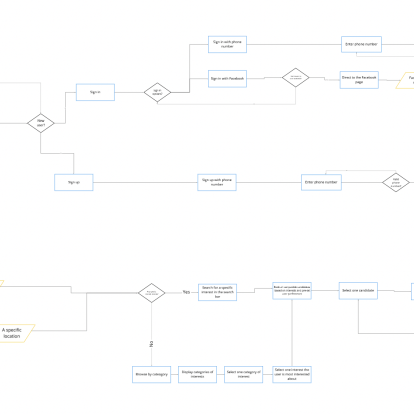 Sign in with phone
number
Enter phone number
Sign in with Facebook
Direct to the Facebook
page
Sign in
Sign in
option?
New
user?
Sign up
Sign up with phone
number
Enter phone number
Valid
Search for a specific
interest in the search
bar
Yes
Select one candidate
A specific
location
No
Browse by category
Display categories of
interests
Select one category of
interest
Select one interest the
user is most interested
about